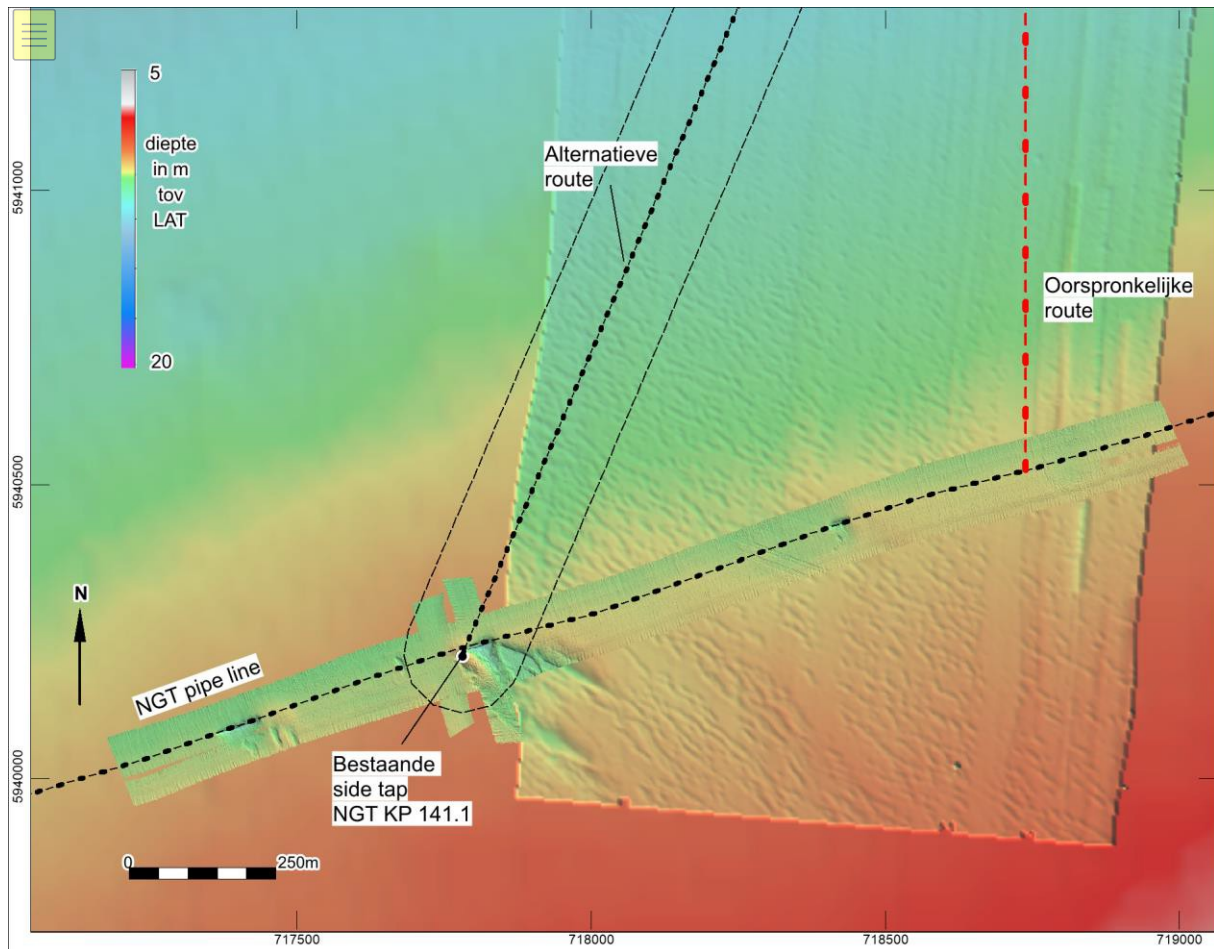 5
diepte
in m
tov
LAT
20
Alternatieve
route
Oorspronkelijke
route
5941000
5940500
5940000
N
NGT pipe line
Bestaande
side tap
NGT KP 141.1
0
250m
717500
718000
718500
719000